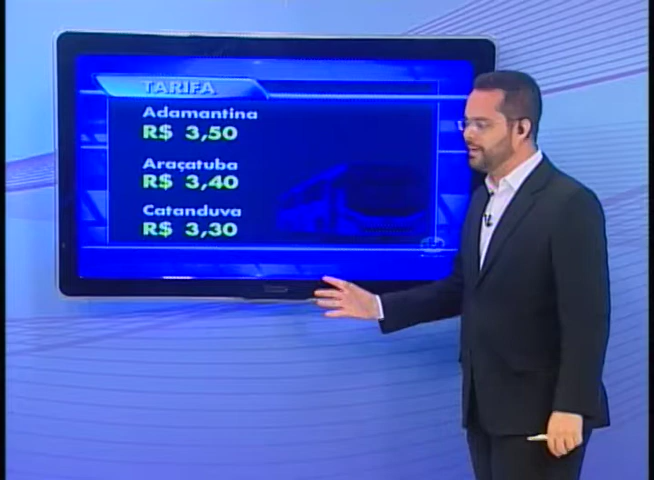 TARIFA
Adamantina
R$ 3,50
Araçatuba
R$ 3,40
Catanduva
R$ 3,30